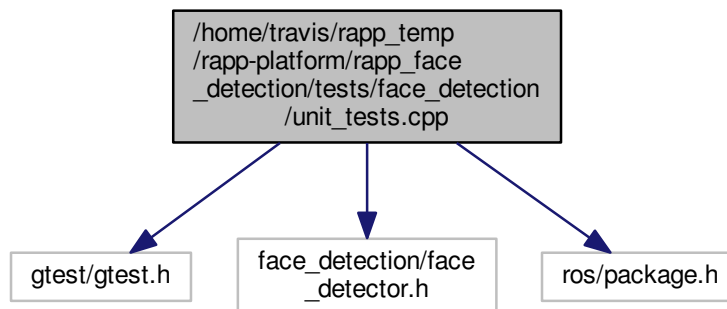 /home/travis/rapp_temp
/rapp-platform/rapp_face
_detection/tests/face_detection
/unit_tests.cpp
gtest/gtest.h
face_detection/face
_detector.h
ros/package.h